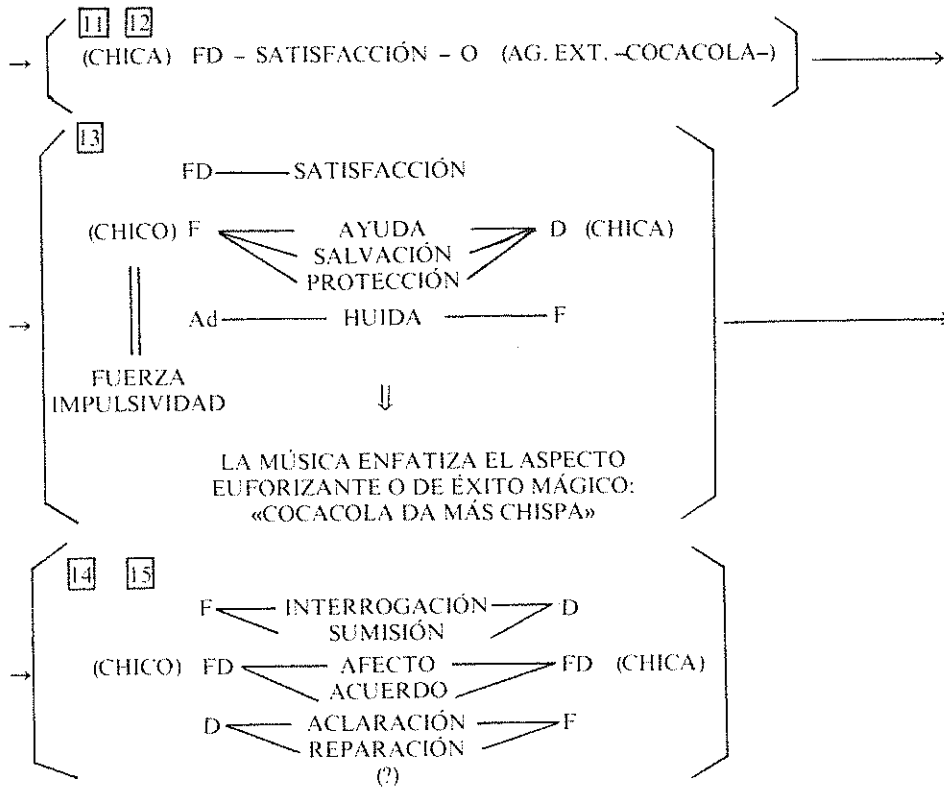 11 12
→ (CHICA) FD – SATISFACCIÓN – O (AG. EXT. –COCACOLA–) →
13
FD — SATISFACCIÓN
(CHICO) F AYUDA D (CHICA)
SALVACIÓN
PROTECCIÓN
→ Ad — HUIDA — F →
FUERZA
IMPULSIVIDAD ⇓
LA MÚSICA ENFATIZA EL ASPECTO
EUFORIZANTE O DE ÉXITO MÁGICO:
«COCACOLA DA MÁS CHISPA»
14 15
F INTERROGACIÓN D
SUMISIÓN
→ (CHICO) FD AFECTO FD (CHICA)
ACUERDO
D ACLARACIÓN F
REPARACIÓN
(?)